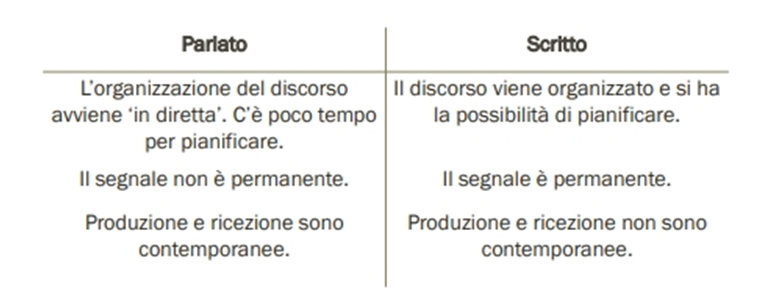 Parlato
Scritto
L'organizzazione del discorso
avviene 'in diretta'. C'è poco tempo
per pianificare.
Il discorso viene organizzato e si ha
la possibilità di pianificare.
Il segnale non è permanente.
Il segnale è permanente.
Produzione e ricezione sono
contemporanee.
Produzione e ricezione non sono
contemporanee.